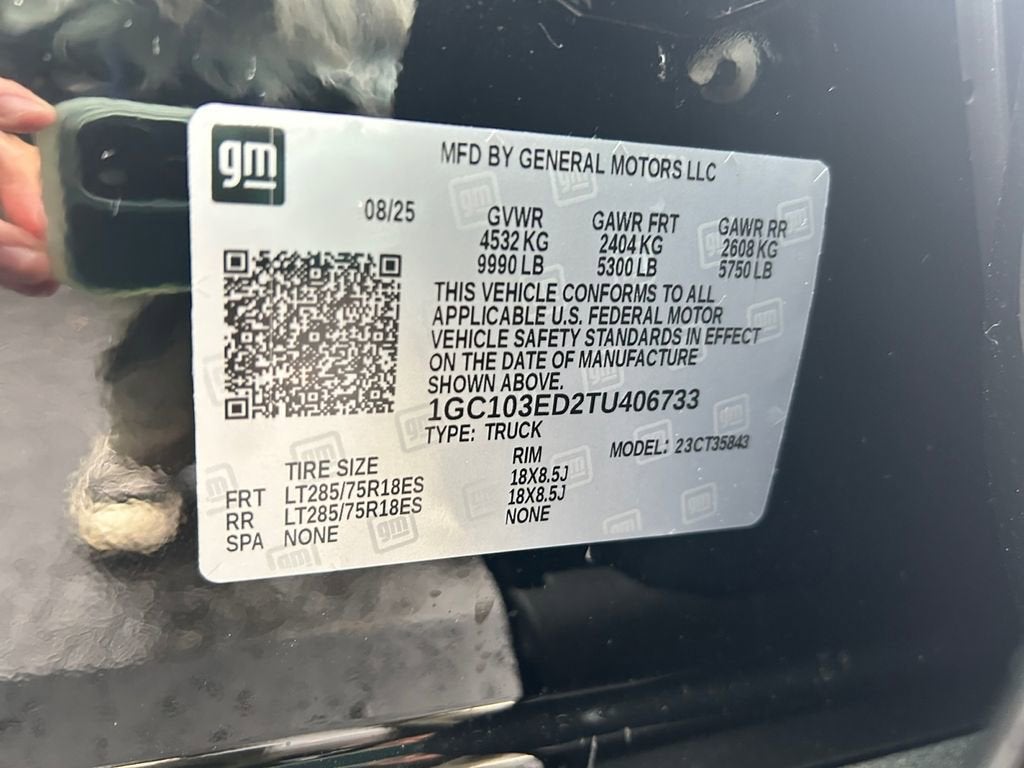 gm
MFD BY GENERAL MOTORS LLC
08/25
GVWR GAWR FRT GAWR RR
4532 KG 2404 KG 2608 KG
9990 LB 5300 LB 5750 LB
THIS VEHICLE CONFORMS TO ALL
APPLICABLE U.S. FEDERAL MOTOR
VEHICLE SAFETY STANDARDS IN EFFECT
ON THE DATE OF MANUFACTURE
SHOWN ABOVE.
1GC103ED2TU406733
TYPE: TRUCK MODEL: 23CT35843
TIRE SIZE RIM
FRT LT285/75R18ES 18X8.5J
RR LT285/75R18ES 18X8.5J
SPA NONE NONE